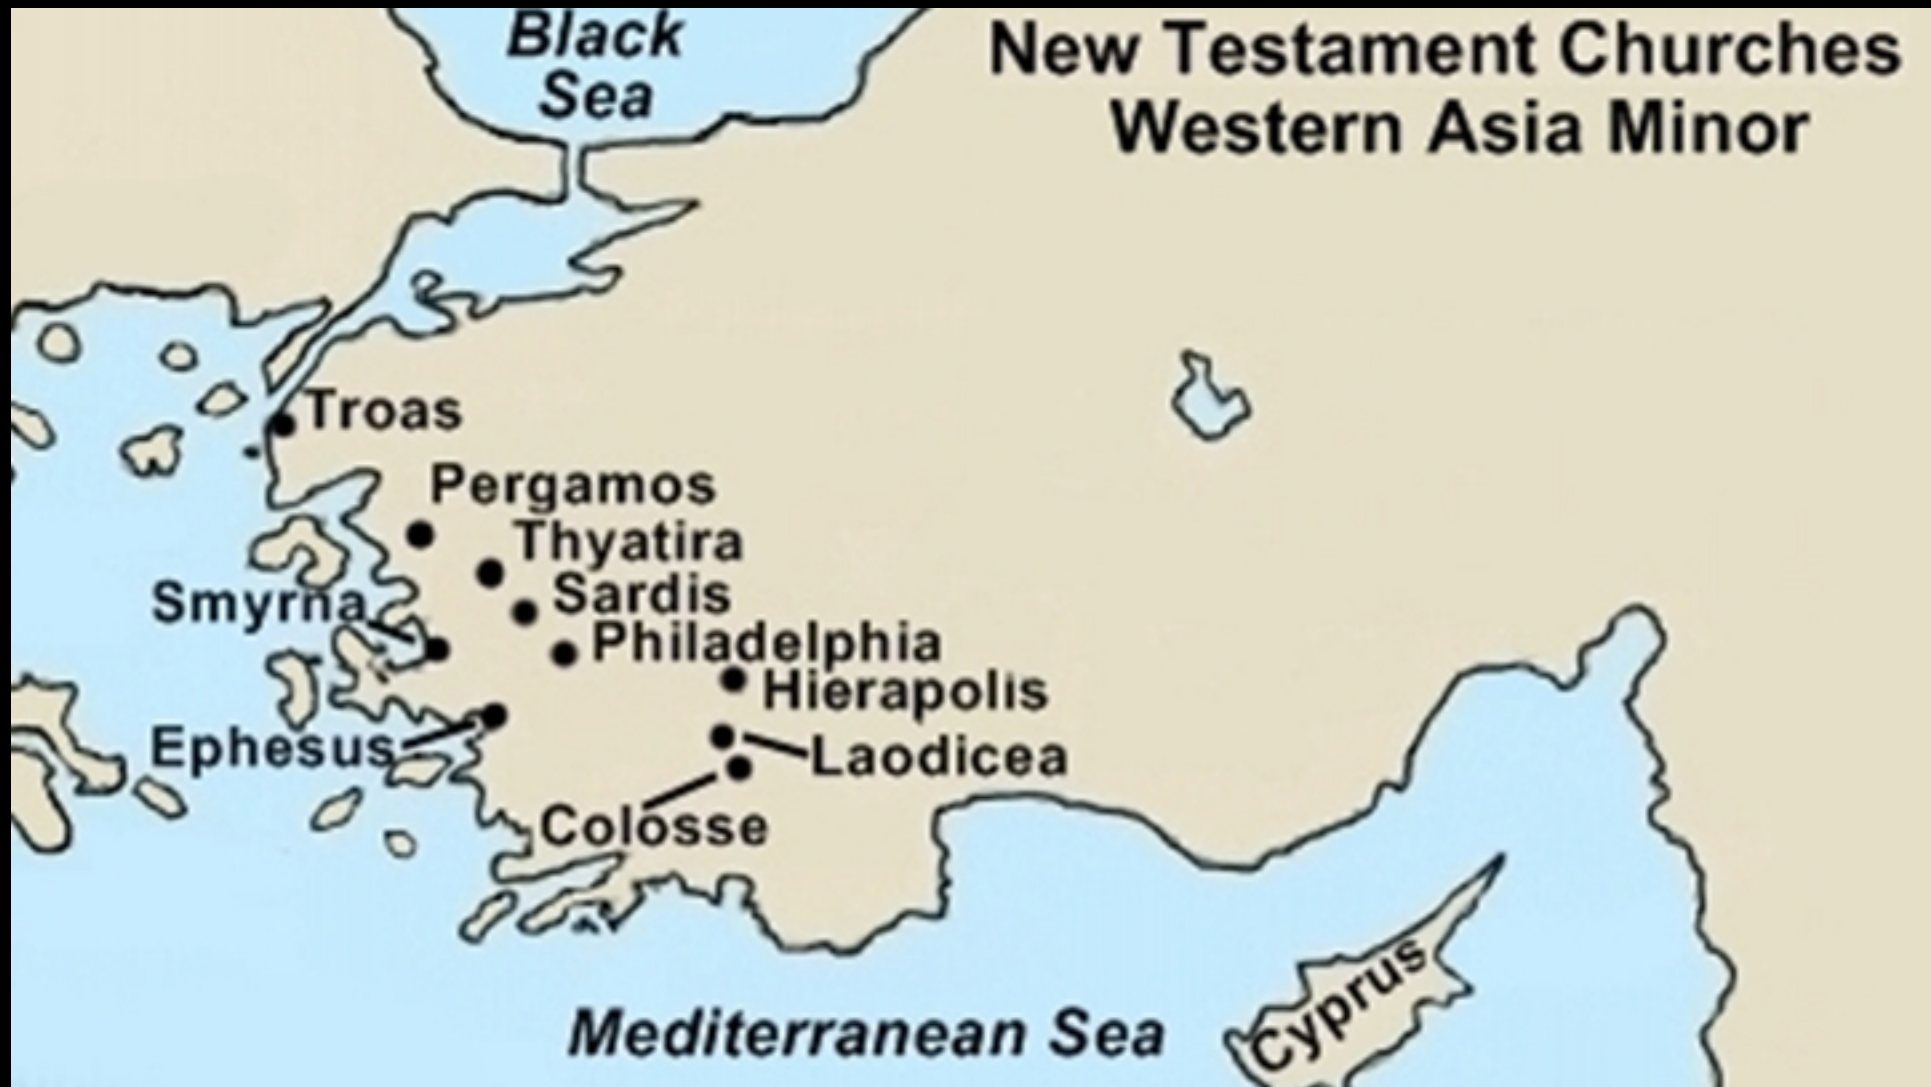 Black
Sea
New Testament Churches
Western Asia Minor
Troas
Pergamos
Thyatira
Sardis
Smyrna
Philadelphia
Hierapolis
Ephesus
Laodicea
Colosse
Cyprus
Mediterranean Sea